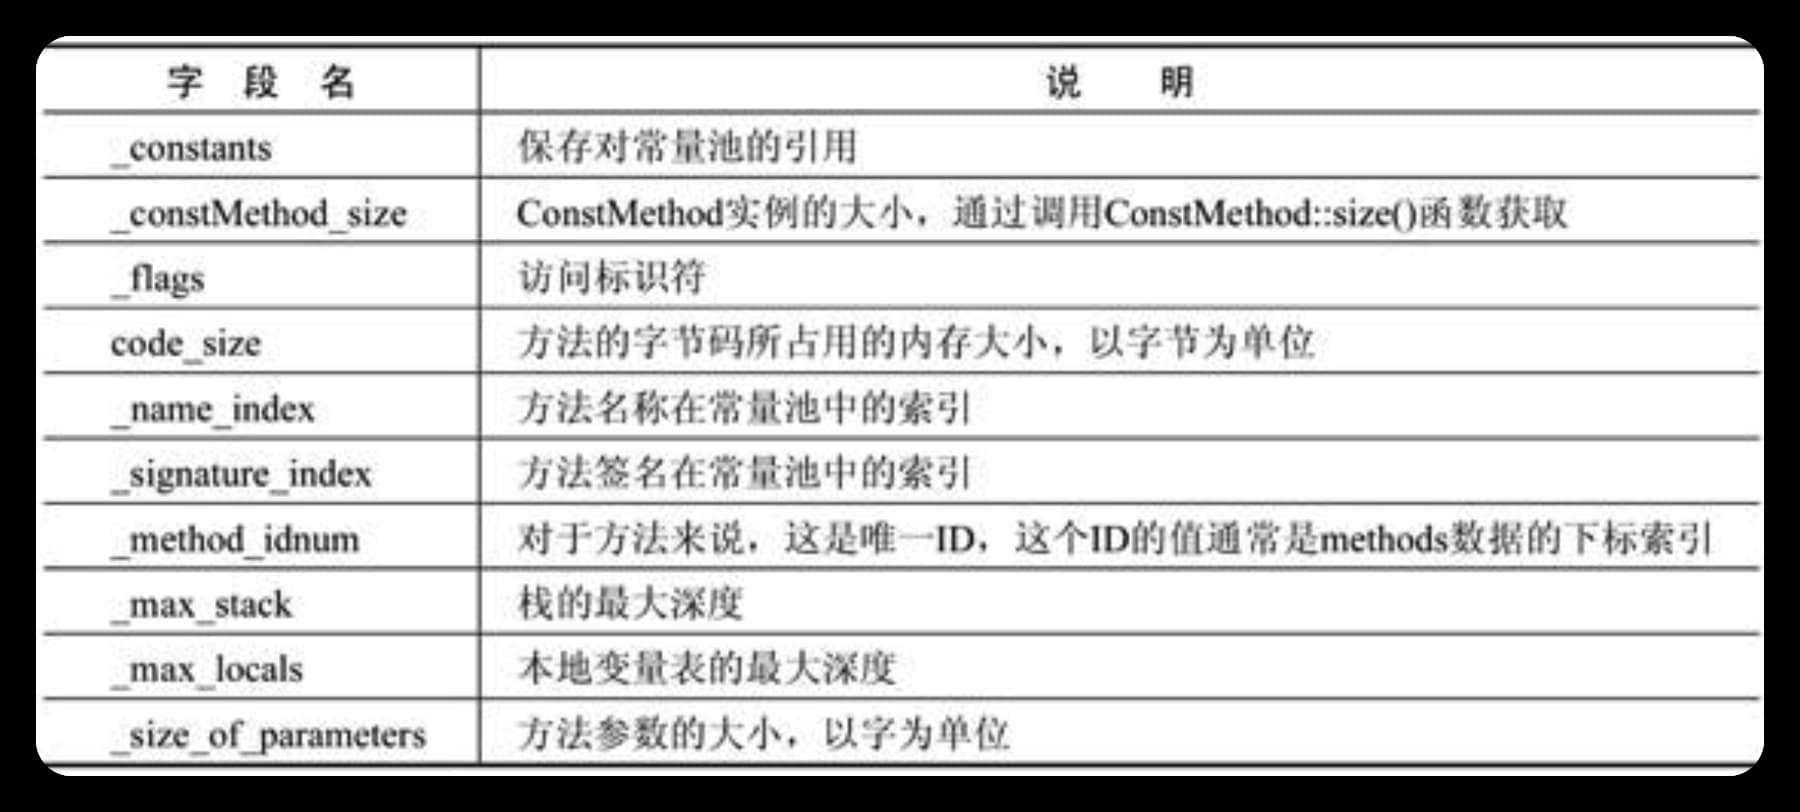 字 段 名 说 明
_constants 保存对常量池的引用
_constMethod_size ConstMethod实例的大小，通过调用ConstMethod::size()函数获取
_flags 访问标识符
code_size 方法的字节码所占用的内存大小，以字节为单位
_name_index 方法名称在常量池中的索引
_signature_index 方法签名在常量池中的索引
_method_idnum 对于方法来说，这是唯一ID，这个ID的值通常是methods数据的下标索引
_max_stack 栈的最大深度
_max_locals 本地变量表的最大深度
_size_of_parameters 方法参数的大小，以字为单位